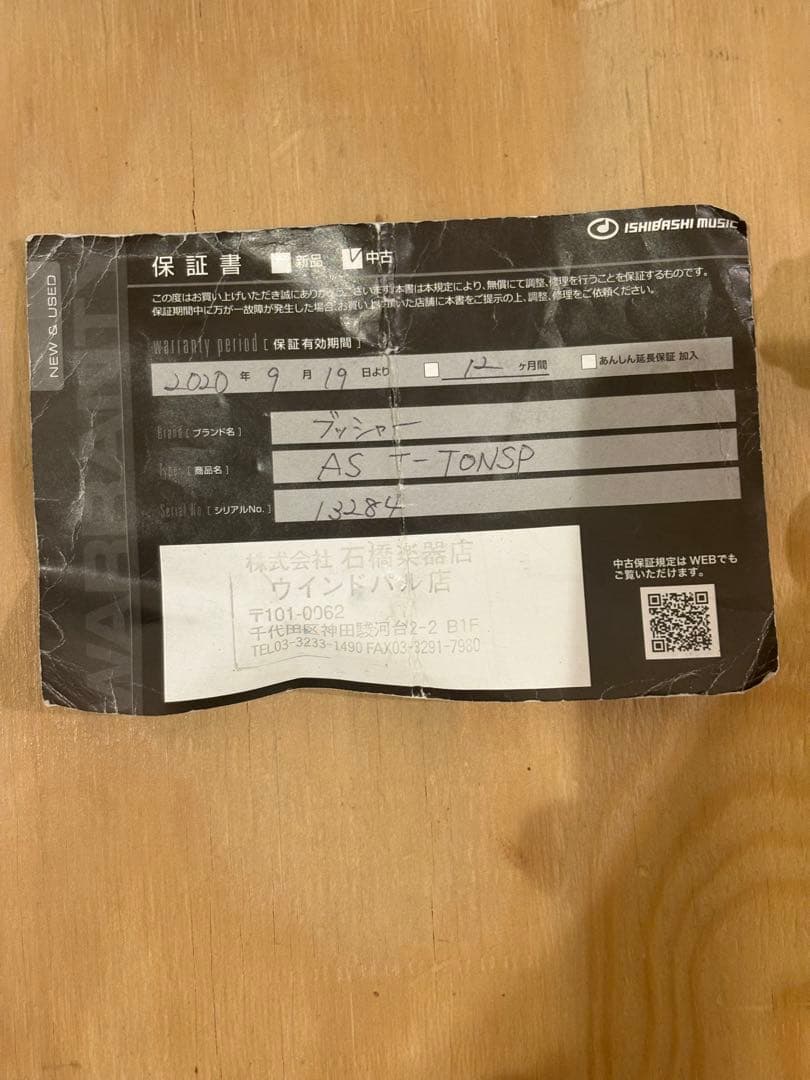 ISHIBASHI MUSIC
NEW & USED
WARRANT
保証書 新品 中古
この度はお買い上げいただき誠にありがとうございます。本書は本規定により、無償にて調整、修理を行うことを保証するものです。
保証期間中に万が一故障が発生した場合、お買い上げ頂いた店舗に本書をご提示の上、調整、修理をご依頼ください。
warranty period [ 保証有効期間 ]
2020 年 9 月 19 日より 12 ヶ月間 あんしん延長保証 加入
Brand [ ブランド名 ] ブッシャー
Type [ 商品名 ] AS T-TONSP
Serial No. [ シリアルNo. ] 13284
株式会社 石橋楽器店
ウインドパル店
〒101-0062
千代田区神田駿河台2-2 B1F
TEL03-3233-1490 FAX03-3291-7980
中古保証規定は WEBでも
ご覧いただけます。